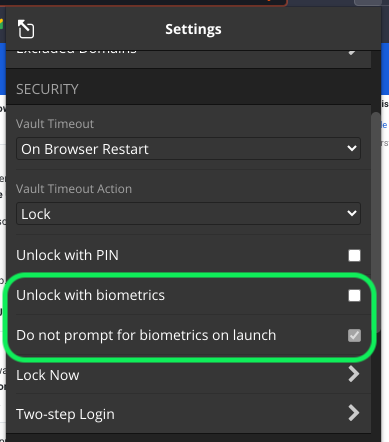 Settings
Excluded Domains
SECURITY
Vault Timeout
On Browser Restart
Vault Timeout Action
Lock
Unlock with PIN
Unlock with biometrics
Do not prompt for biometrics on launch
Lock Now
Two-step Login